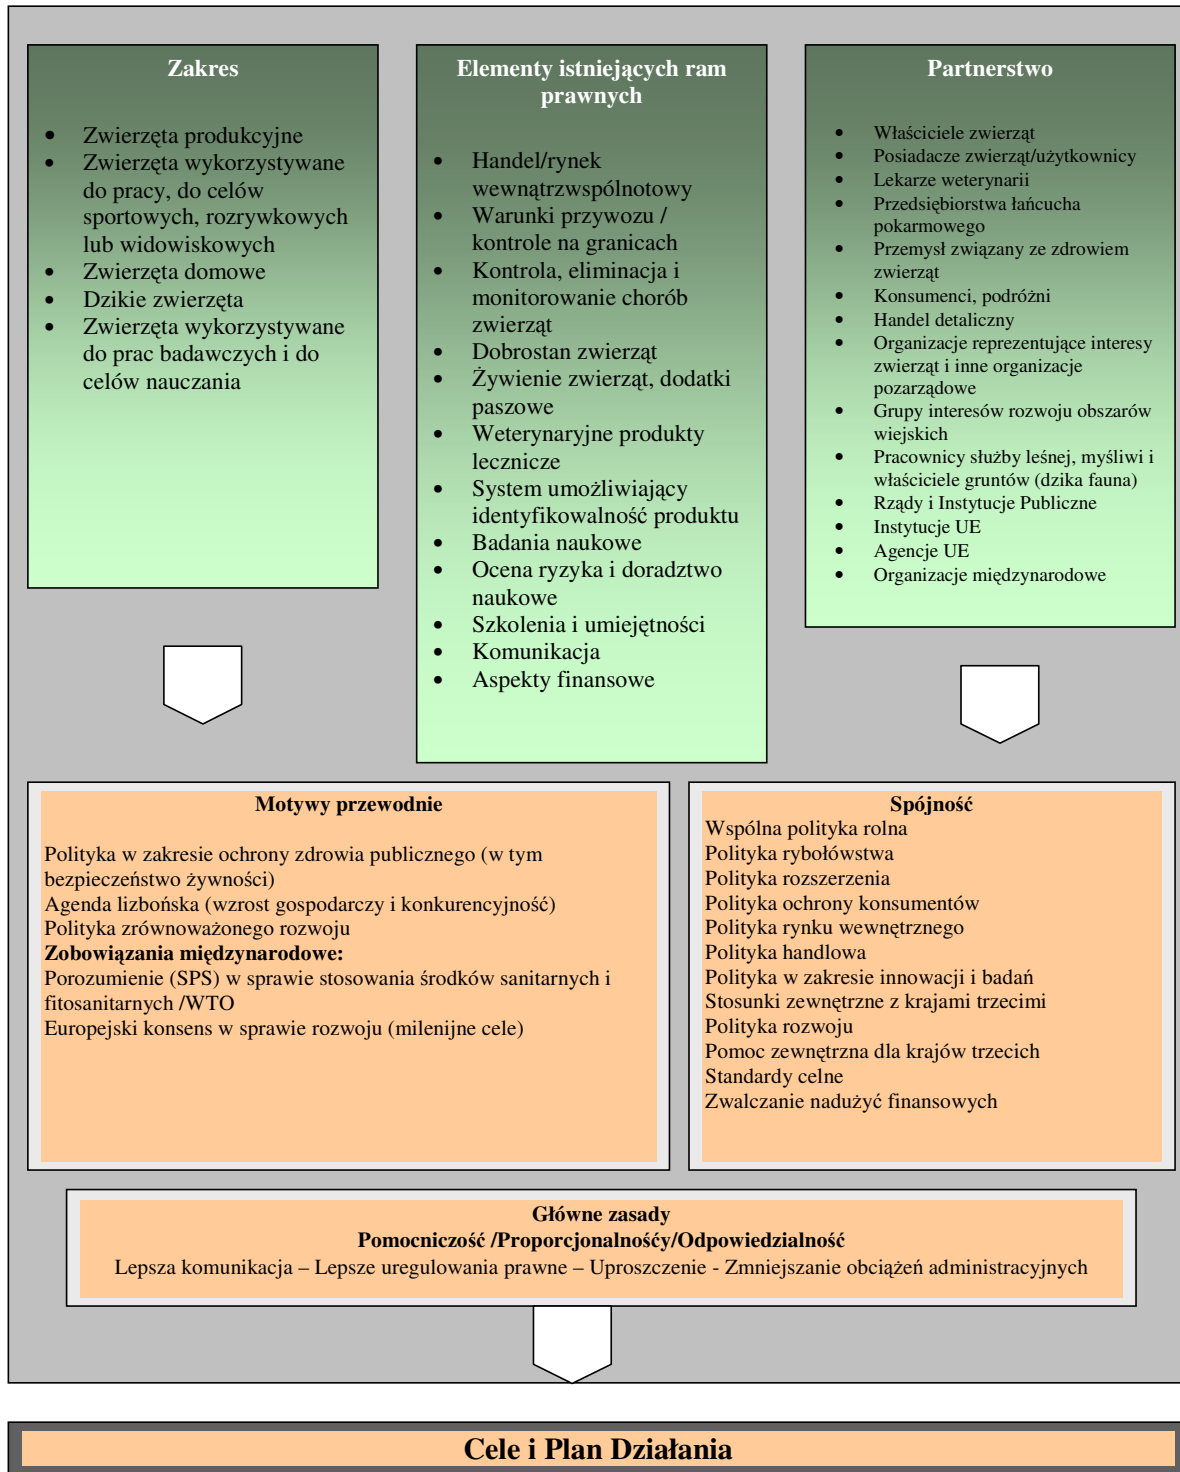 Zakres
• Zwierzęta produkcyjne
• Zwierzęta wykorzystywane
do pracy, do celów
sportowych, rozrywkowych
lub widowiskowych
• Zwierzęta domowe
• Dzikie zwierzęta
• Zwierzęta wykorzystywane
do prac badawczych i do
celów nauczania
Elementy istniejących ram
prawnych
• Handel/rynek
wewnątrzwspólnotowy
• Warunki przywozu /
kontrole na granicach
• Kontrola, eliminacja i
monitorowanie chorób
zwierząt
• Dobrostan zwierząt
• Żywienie zwierząt, dodatki
paszowe
• Weterynaryjne produkty
lecznicze
• System umożliwiający
identyfikowalność produktu
• Badania naukowe
• Ocena ryzyka i doradztwo
naukowe
• Szkolenia i umiejętności
• Komunikacja
• Aspekty finansowe
Partnerstwo
• Właściciele zwierząt
• Posiadacze zwierząt/użytkownicy
• Lekarze weterynarii
• Przedsiębiorstwa łańcucha
pokarmowego
• Przemysł związany ze zdrowiem
zwierząt
• Konsumenci, podróżni
• Handel detaliczny
• Organizacje reprezentujące interesy
zwierząt i inne organizacje
pozarządowe
• Grupy interesów rozwoju obszarów
wiejskich
• Pracownicy służby leśnej, myśliwi i
właściciele gruntów (dzika fauna)
• Rządy i Instytucje Publiczne
• Instytucje UE
• Agencje UE
• Organizacje międzynarodowe
Motywy przewodnie
Polityka w zakresie ochrony zdrowia publicznego (w tym
bezpieczeństwo żywności)
Agenda lizbońska (wzrost gospodarczy i konkurencyjność)
Polityka zrównoważonego rozwoju
Zobowiązania międzynarodowe:
Porozumienie (SPS) w sprawie stosowania środków sanitarnych i
fitosanitarnych /WTO
Europejski konsens w sprawie rozwoju (milenijne cele)
Spójność
Wspólna polityka rolna
Polityka rybołówstwa
Polityka rozszerzenia
Polityka ochrony konsumentów
Polityka rynku wewnętrznego
Polityka handlowa
Polityka w zakresie innowacji i badań
Stosunki zewnętrzne z krajami trzecimi
Polityka rozwoju
Pomoc zewnętrzna dla krajów trzecich
Standardy celne
Zwalczanie nadużyć finansowych
Główne zasady
Pomocniczość /Proporcjonalnośćy/Odpowiedzialność
Lepsza komunikacja – Lepsze uregulowania prawne – Uproszczenie - Zmniejszanie obciążeń administracyjnych
Cele i Plan Działania